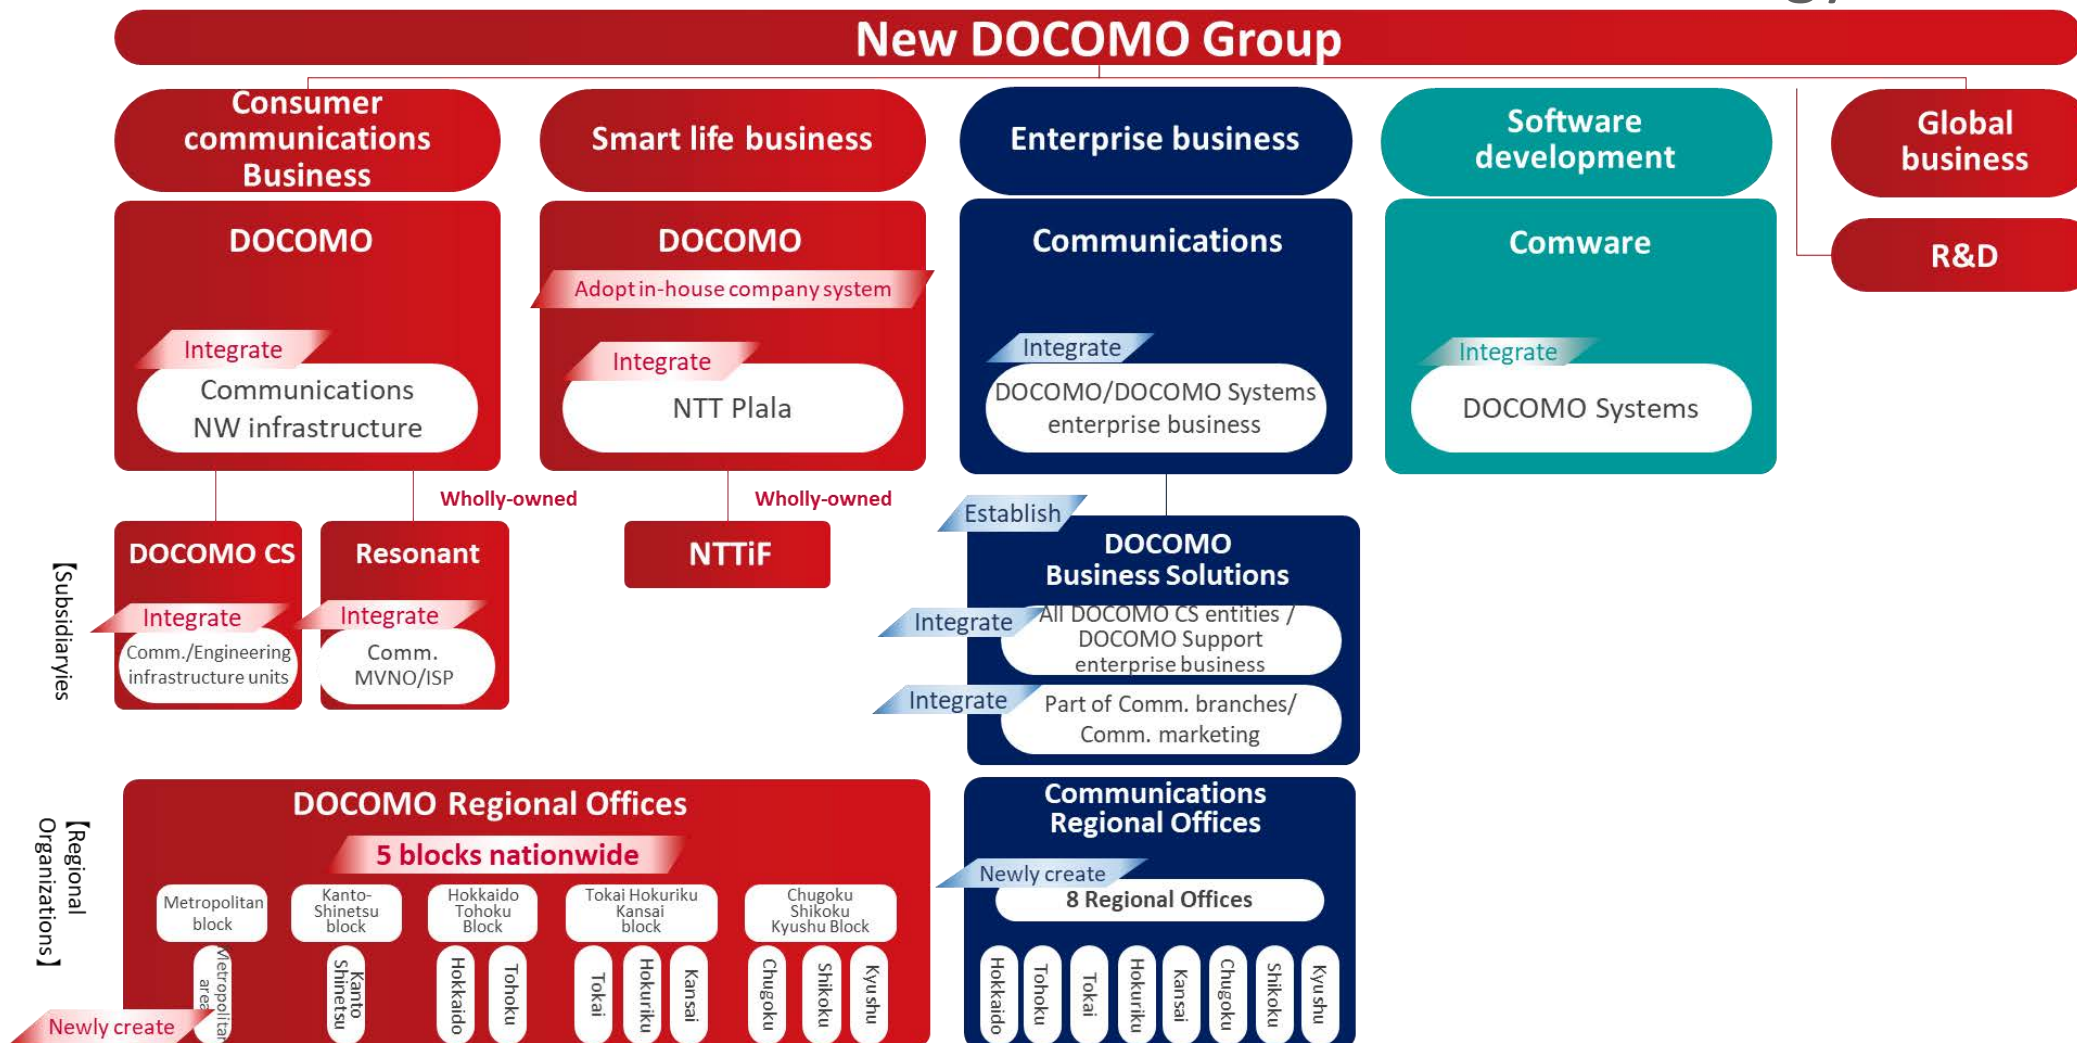 New DOCOMO Group
Consumer
communications
Business
Smart life business
Enterprise business
Software
development
Global
business
R&D
DOCOMO
Integrate
Communications
NW infrastructure
DOCOMO
Adopt in-house company system
Integrate
NTT Plala
Communications
Integrate
DOCOMO/DOCOMO Systems
enterprise business
Comware
Integrate
DOCOMO Systems
Wholly-owned
Wholly-owned
【Subsidiaryies
DOCOMO CS
Integrate
Comm./Engineering
infrastructure units
Resonant
Integrate
Comm.
MVNO/ISP
NTTiF
Establish
DOCOMO
Business Solutions
Integrate
All DOCOMO CS entities /
DOCOMO Support
enterprise business
Integrate
Part of Comm. branches/
Comm. marketing
【Regional
Organizations】
DOCOMO Regional Offices
5 blocks nationwide
Metropolitan
block
Kanto-
Shinetsu
block
Hokkaido
Tohoku
Block
Tokai Hokuriku
Kansai
block
Chugoku
Shikoku
Kyushu Block
Newly create
Metropolitan
area
Kanto
Shinetsu
Hokkaido
Tohoku
Tokai
Hokuriku
Kansai
Chugoku
Shikoku
Kyushu
Communications
Regional Offices
Newly create
8 Regional Offices
Hokkaido
Tohoku
Tokai
Hokuriku
Kansai
Chugoku
Shikoku
Kyushu